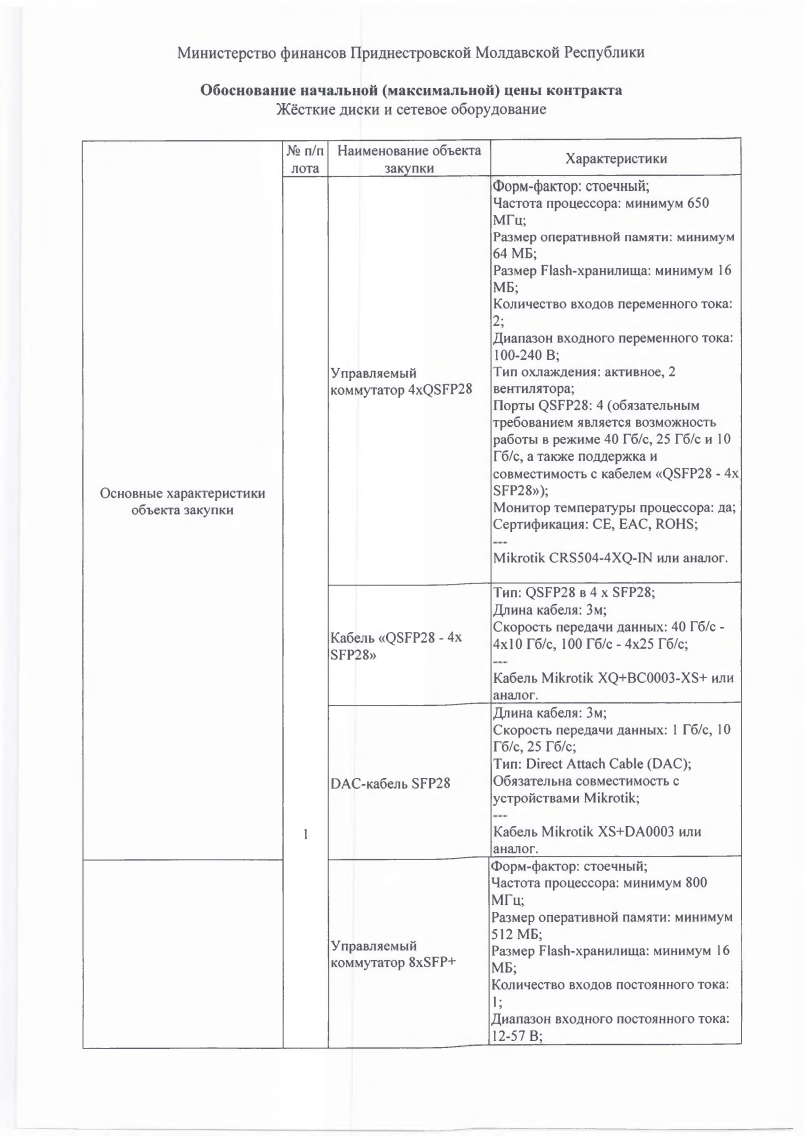 Министерство финансов Приднестровской Молдавской Республики
Обоснование начальной (максимальной) цены контракта
Жёсткие диски и сетевое оборудование
№ п/п
лота
Наименование объекта
закупки
Характеристики
Основные характеристики
объекта закупки
1
Управляемый
коммутатор 4xQSFP28
Форм-фактор: стоечный;
Частота процессора: минимум 650
МГц;
Размер оперативной памяти: минимум
64 МБ;
Размер Flash-хранилища: минимум 16
МБ;
Количество входов переменного тока:
2;
Диапазон входного переменного тока:
100-240 В;
Тип охлаждения: активное, 2
вентилятора;
Порты QSFP28: 4 (обязательным
требованием является возможность
работы в режиме 40 Гб/с, 25 Гб/с и 10
Гб/с, а также поддержка и
совместимость с кабелем «QSFP28 - 4x
SFP28»);
Монитор температуры процессора: да;
Сертификация: CE, EAC, ROHS;
---
Mikrotik CRS504-4XQ-IN или аналог.
Кабель «QSFP28 - 4x
SFP28»
Тип: QSFP28 в 4 x SFP28;
Длина кабеля: 3м;
Скорость передачи данных: 40 Гб/с -
4x10 Гб/с, 100 Гб/с - 4x25 Гб/с;
---
Кабель Mikrotik XQ+BC0003-XS+ или
аналог.
DAC-кабель SFP28
Длина кабеля: 3м;
Скорость передачи данных: 1 Гб/с, 10
Гб/с, 25 Гб/с;
Тип: Direct Attach Cable (DAC);
Обязательна совместимость с
устройствами Mikrotik;
---
Кабель Mikrotik XS+DA0003 или
аналог.
Управляемый
коммутатор 8xSFP+
Форм-фактор: стоечный;
Частота процессора: минимум 800
МГц;
Размер оперативной памяти: минимум
512 МБ;
Размер Flash-хранилища: минимум 16
МБ;
Количество входов постоянного тока:
1;
Диапазон входного постоянного тока:
12-57 В;